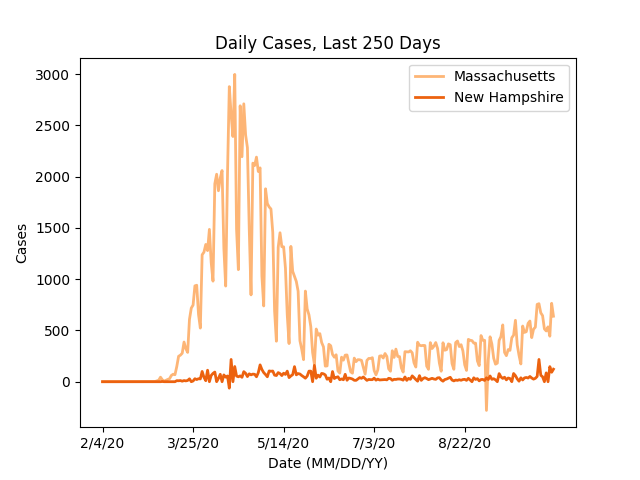 Daily Cases, Last 250 Days
Massachusetts
New Hampshire
3000
2500
2000
1500
1000
500
0
Cases
2/4/20
3/25/20
5/14/20
7/3/20
8/22/20
Date (MM/DD/YY)